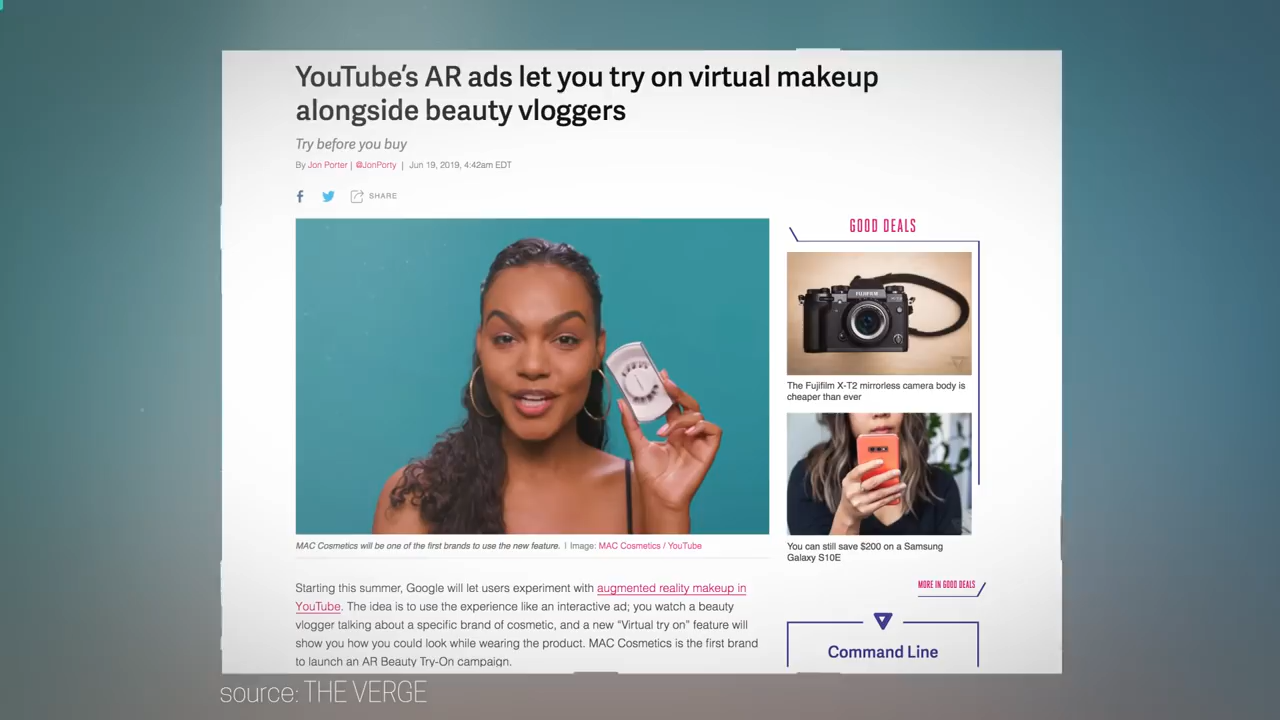 YouTube's AR ads let you try on virtual makeup
alongside beauty vloggers
Try before you buy
By Jon Porter | @JonPorty | Jun 19, 2019, 4:42am EDT
SHARE
GOOD DEALS
FUJIFILM
The Fujifilm X-T2 mirrorless camera body is
cheaper than ever
You can still save $200 on a Samsung
Galaxy S10E
MORE IN GOOD DEALS
Command Line
MAC Cosmetics will be one of the first brands to use the new feature. | Image: MAC Cosmetics / YouTube
Starting this summer, Google will let users experiment with augmented reality makeup in
YouTube. The idea is to use the experience like an interactive ad; you watch a beauty
vlogger talking about a specific brand of cosmetic, and a new “Virtual try on” feature will
show you how you could look while wearing the product. MAC Cosmetics is the first brand
to launch an AR Beauty Try-On campaign.
source: THE VERGE